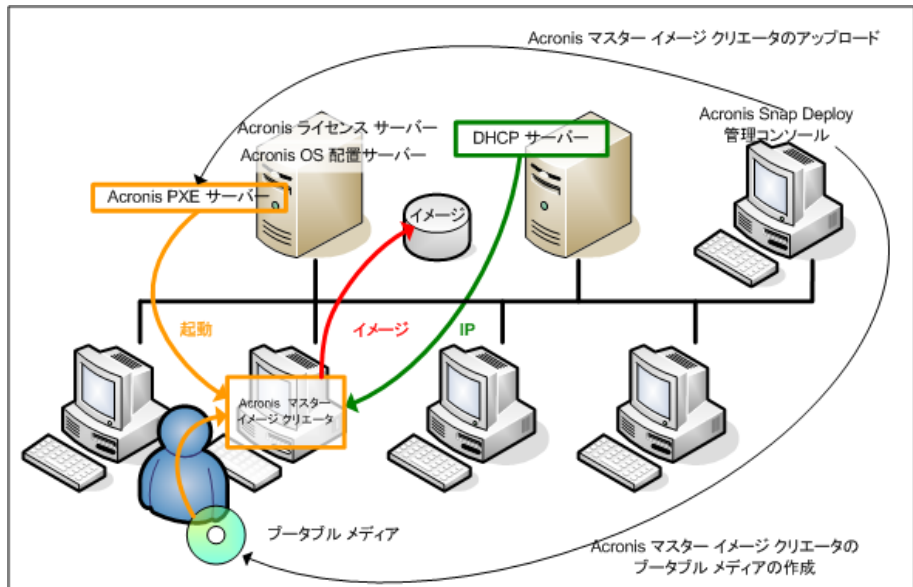 Acronis マスター イメージ クリエータのアップロード
Acronis ライセンス サーバー
Acronis OS 配置サーバー
DHCP サーバー
Acronis Snap Deploy
管理コンソール
Acronis PXE サーバー
イメージ
起動
イメージ
IP
Acronis マスター
イメージ クリエータ
ブータブル メディア
Acronis マスター イメージ クリエータの
ブータブル メディアの作成